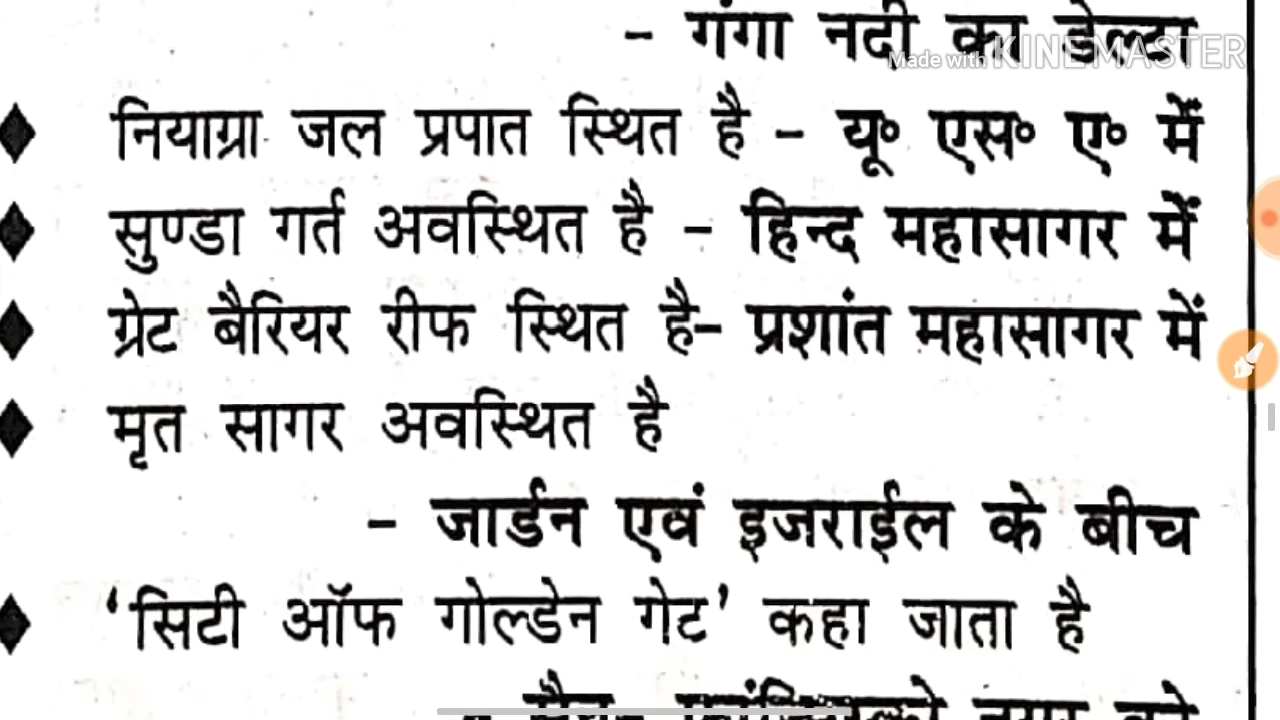 - गंगा नदी का डेल्टा
Made with KINEMASTER
♦ नियाग्रा जल प्रपात स्थित है - यू॰ एस॰ ए॰ में
♦ सुण्डा गर्त अवस्थित है - हिन्द महासागर में
♦ ग्रेट बैरियर रीफ स्थित है- प्रशांत महासागर में
♦ मृत सागर अवस्थित है
- जार्डन एवं इजराईल के बीच
♦ ‘सिटी ऑफ गोल्डेन गेट’ कहा जाता है